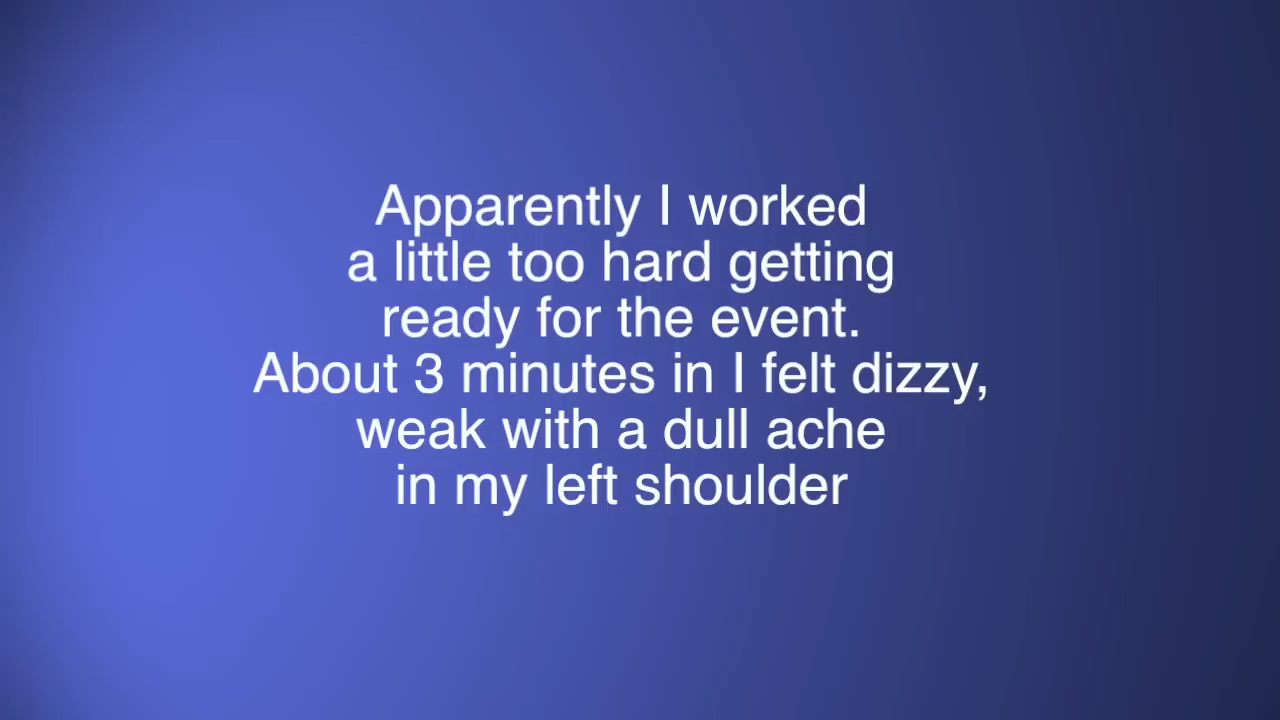 Apparently I worked
a little too hard getting
ready for the event.
About 3 minutes in I felt dizzy,
weak with a dull ache
in my left shoulder